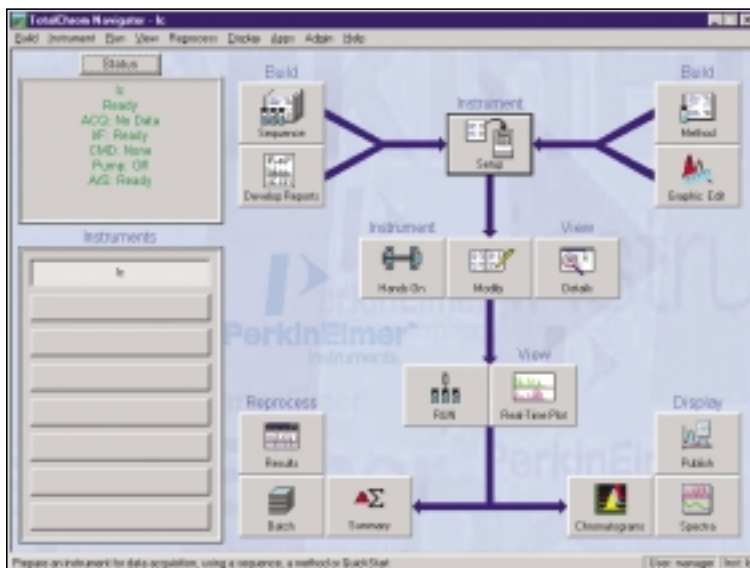 TotalChrom Navigator - lc
Build Instrument Run View Reprocess Display Apps Admin Help
Status
lc
Ready
ACQ: No Data
I/F: Ready
CMD: None
Pump: Off
A/S: Ready
Instruments
lc
Build
Sequence
Develop Reports
Instrument
Setup
Build
Method
Graphic Edit
Instrument
Hands On
Modify
View
Details
PerkinElmer
Instruments.
View
RUN
Real-Time Plot
Reprocess
Results
Batch
Summary
Display
Publish
Chromatograms
Spectra
PerkinElm
Prepare an instrument for data acquisition, using a sequence, a method or QuickStart
User: manager